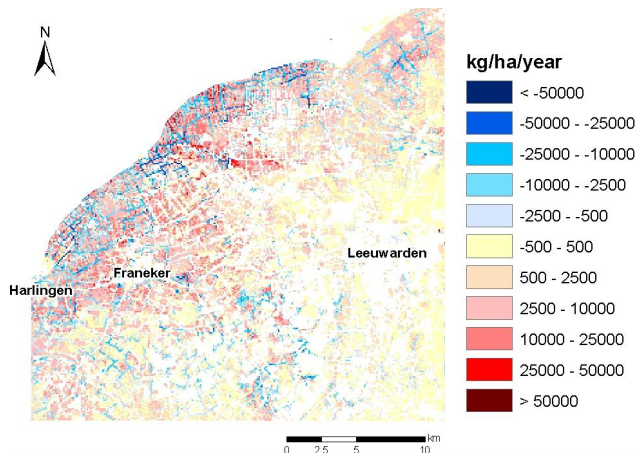 N
kg/ha/year
< -50000
-50000 - -25000
-25000 - -10000
-10000 - -2500
-2500 - -500
-500 - 500
500 - 2500
2500 - 10000
10000 - 25000
25000 - 50000
> 50000
Leeuwarden
Franeker
Harlingen
km
0 2.5 5 10